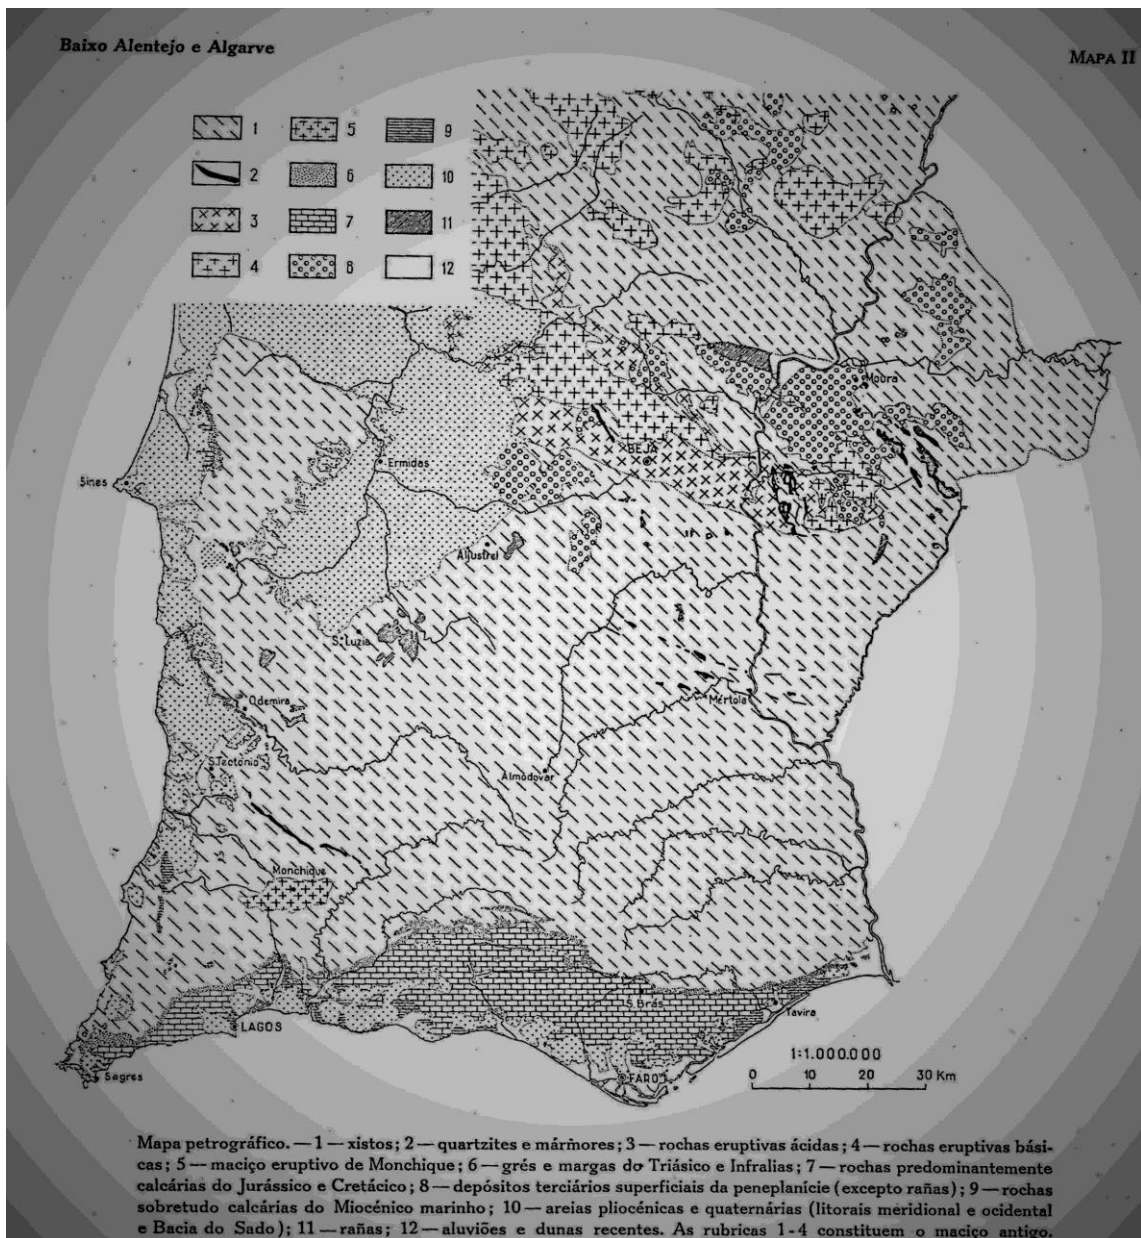 Baixo Alentejo e Algarve
MAPA II
1
5
9
2
6
10
3
7
11
4
8
12
Moura
BEJA
Ermidas
Sines
Aljustrel
S. Luzia
Odemira
Mértola
S. Teotónio
Almodovar
Monchique
S. Brás
Tavira
LAGOS
1:1.000.000
FARO
Sagres
0 10 20 30 Km
Mapa petrográfico. — 1 — xistos; 2 — quartzites e mármores; 3 — rochas eruptivas ácidas; 4 — rochas eruptivas bási-
cas; 5 — maciço eruptivo de Monchique; 6 — grés e margas do Triásico e Infralias; 7 — rochas predominantemente
calcárias do Jurássico e Cretácico; 8 — depósitos terciários superficiais da peneplanície (excepto rañas); 9 — rochas
sobretudo calcárias do Miocénico marinho; 10 — areias pliocénicas e quaternárias (litorais meridional e ocidental
e Bacia do Sado); 11 — rañas; 12 — aluviões e dunas recentes. As rubricas 1-4 constituem o maciço antigo.